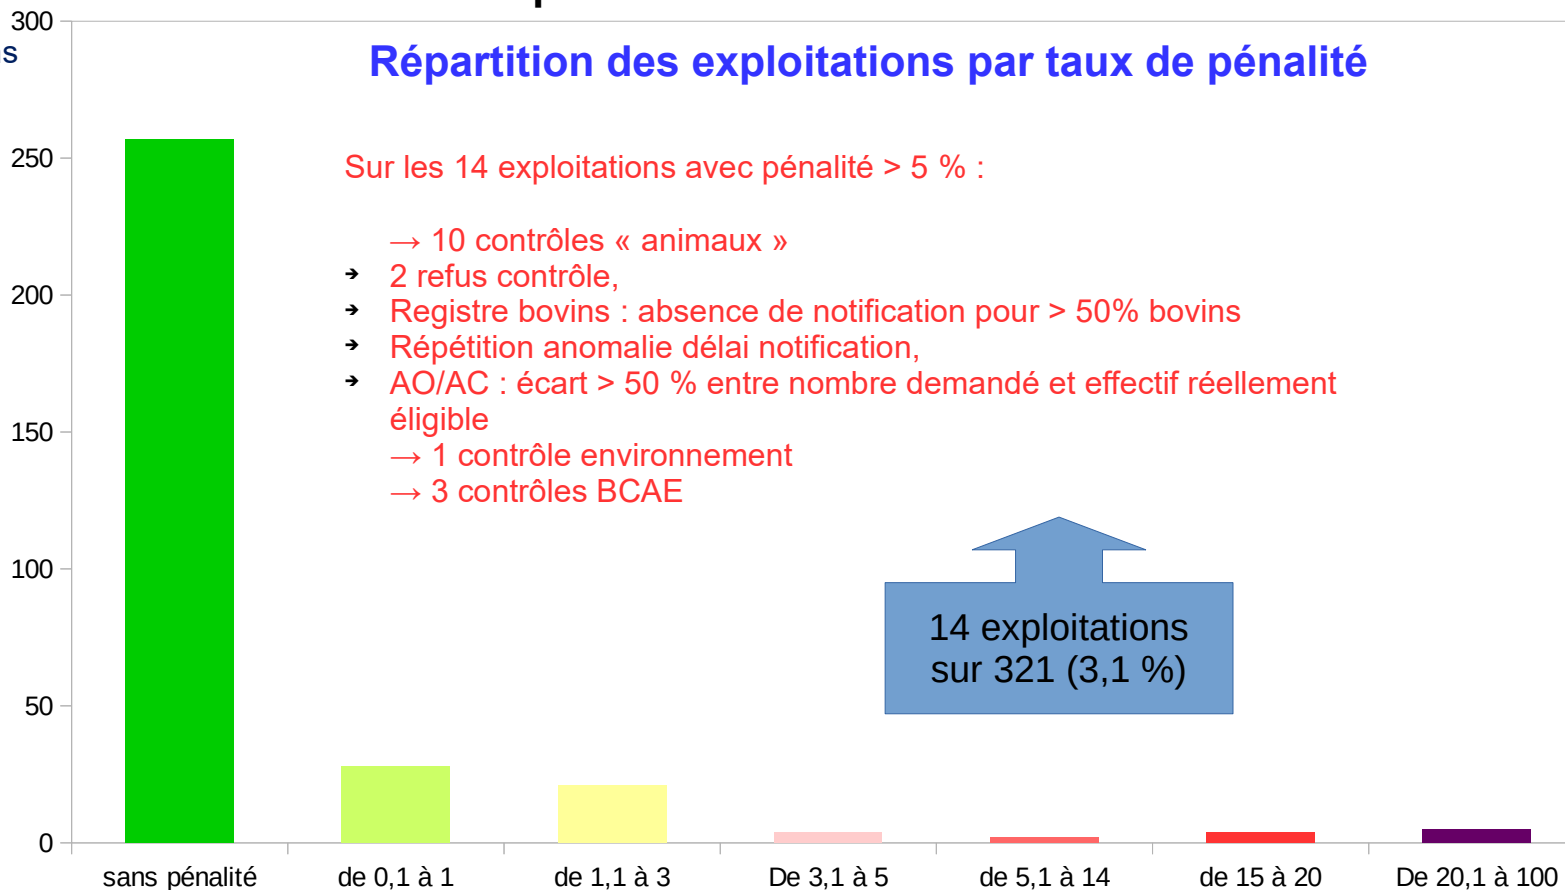 300
Répartition des exploitations par taux de pénalité
250
Sur les 14 exploitations avec pénalité > 5 % :
→ 10 contrôles « animaux »
➔ 2 refus contrôle,
200
➔ Registre bovins : absence de notification pour > 50% bovins
➔ Répétition anomalie délai notification,
➔ AO/AC : écart > 50 % entre nombre demandé et effectif réellement
éligible
150
→ 1 contrôle environnement
→ 3 contrôles BCAE
100
14 exploitations
sur 321 (3,1 %)
50
0
sans pénalité de 0,1 à 1 de 1,1 à 3 De 3,1 à 5 de 5,1 à 14 de 15 à 20 De 20,1 à 100